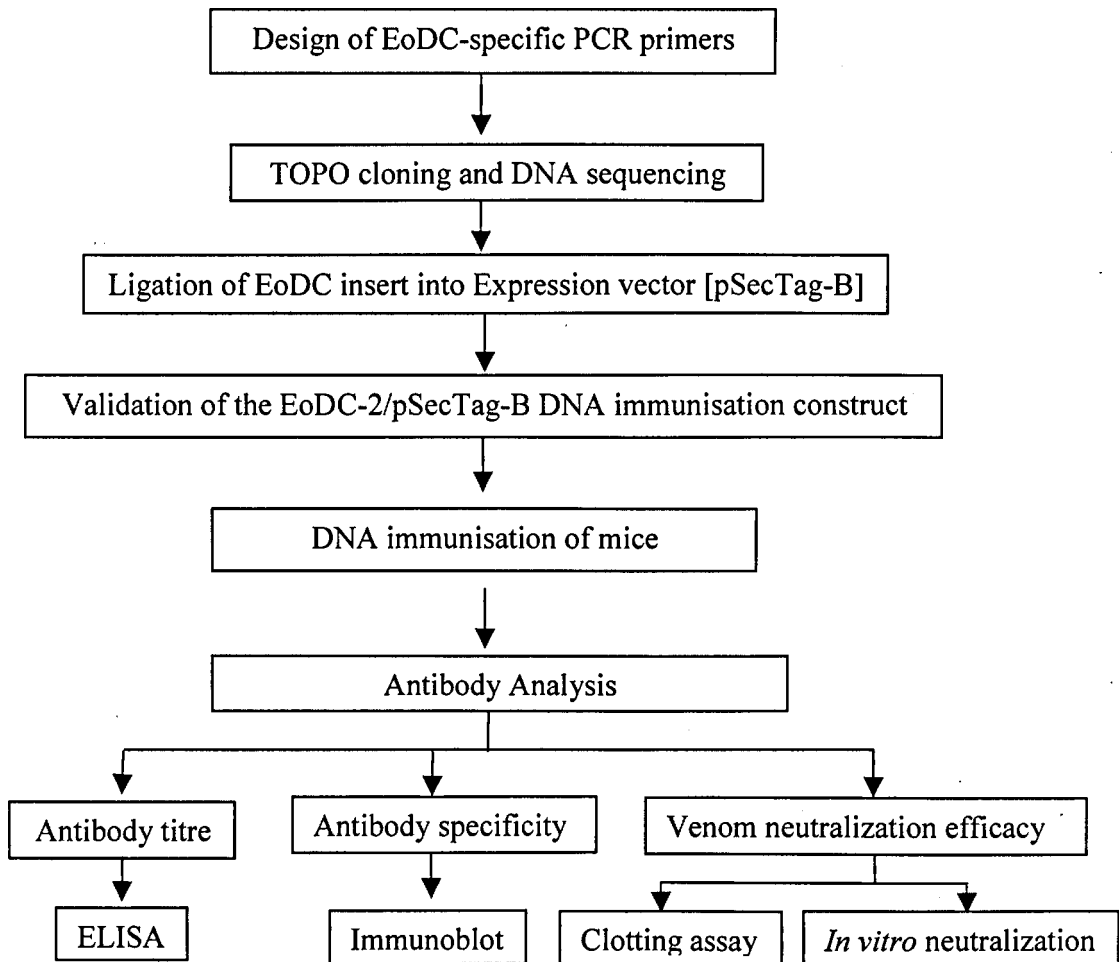 Design of EoDC-specific PCR primers
TOPO cloning and DNA sequencing
Ligation of EoDC insert into Expression vector [pSecTag-B]
Validation of the EoDC-2/pSecTag-B DNA immunisation construct
DNA immunisation of mice
Antibody Analysis
Antibody titre
Antibody specificity
Venom neutralization efficacy
ELISA
Immunoblot
Clotting assay
In vitro neutralization